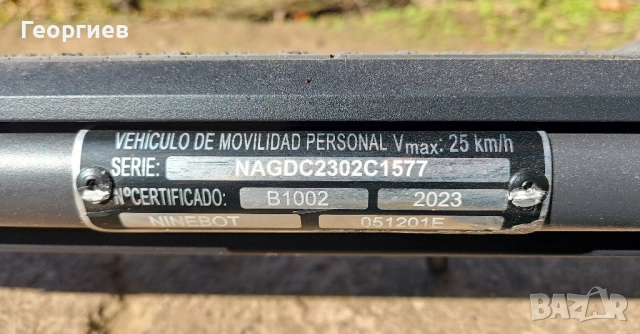 Георгиев
VEHÍCULO DE MOVILIDAD PERSONAL Vmax: 25 km/h
SERIE: NAGDC2302C1577
NºCERTIFICADO: B1002 2023
NINEBOT 051201E
BAZAR